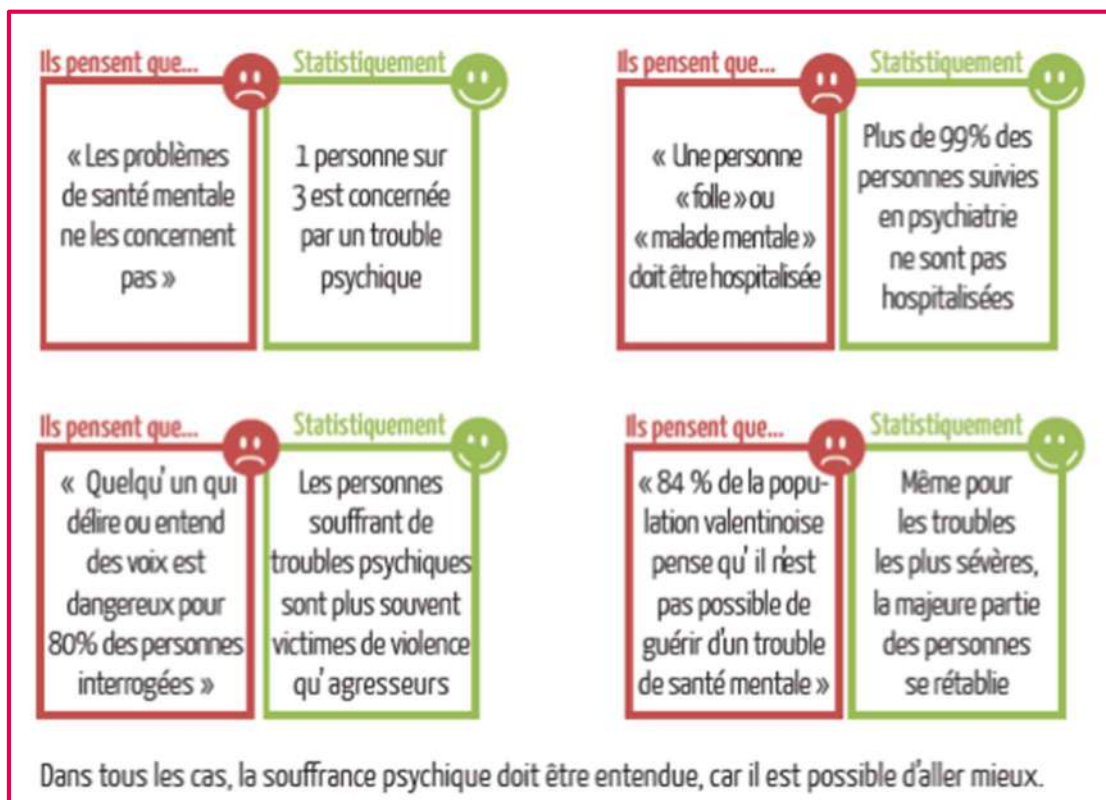 Ils pensent que...
« Les problèmes
de santé mentale
ne les concernent
pas »
Statistiquement
1 personne sur
3 est concernée
par un trouble
psychique
Ils pensent que...
« Une personne
« folle » ou
« malade mentale »
doit être hospitalisée
Statistiquement
Plus de 99% des
personnes suivies
en psychiatrie
ne sont pas
hospitalisées
Ils pensent que...
« Quelqu' un qui
délire ou entend
des voix est
dangereux pour
80% des personnes
interrogées »
Statistiquement
Les personnes
souffrant de
troubles psychiques
sont plus souvent
victimes de violence
qu' agresseurs
Ils pensent que...
« 84 % de la popu-
lation valentinoise
pense qu' il n'est
pas possible de
guérir d'un trouble
de santé mentale »
Statistiquement
Même pour
les troubles
les plus sévères,
la majeure partie
des personnes
se rétablie
Dans tous les cas, la souffrance psychique doit être entendue, car il est possible d'aller mieux.